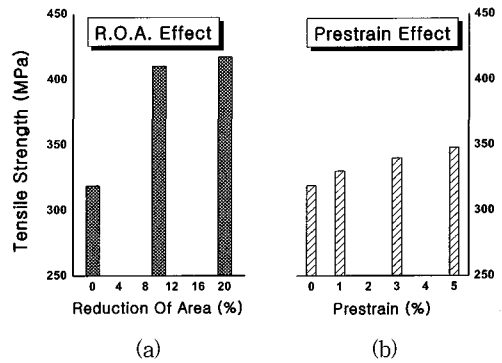 R.O.A. Effect
Tensile Strength (MPa)
450
400
350
300
250
0 4 8 12 16 20
Reduction Of Area (%)
(a)
Prestrain Effect
450
400
350
300
250
0 1 2 3 4 5
Prestrain (%)
(b)